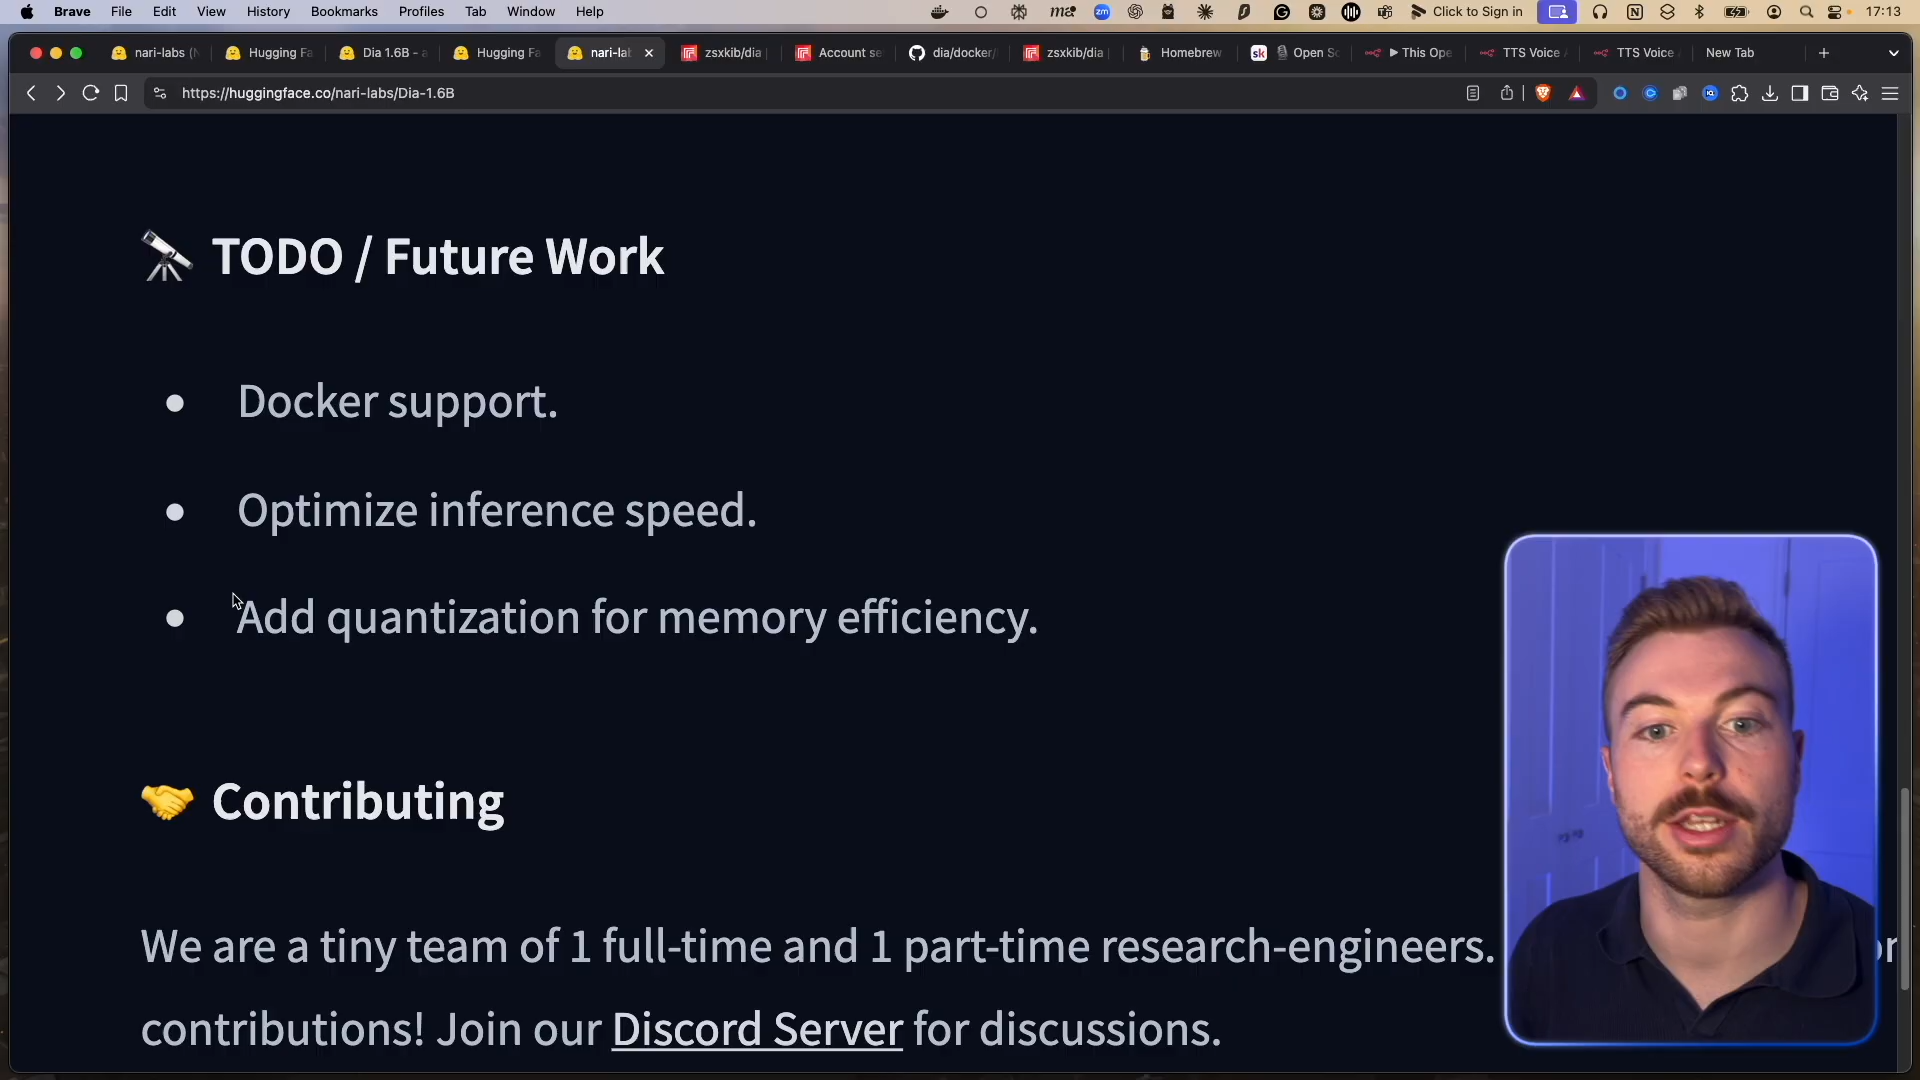 Brave File Edit View History Bookmarks Profiles Tab Window Help
Click to Sign in
17:13
nari-labs (N
Hugging Fa
Dia 1.6B - a
Hugging Fa
nari-lab
zsxkib/dia
Account se
dia/docker/
zsxkib/dia
Homebrew
Open So
▶ This Ope
TTS Voice
TTS Voice
New Tab
https://huggingface.co/nari-labs/Dia-1.6B
TODO / Future Work
Docker support.
Optimize inference speed.
Add quantization for memory efficiency.
Contributing
We are a tiny team of 1 full-time and 1 part-time research-engineers.
contributions! Join our Discord Server for discussions.